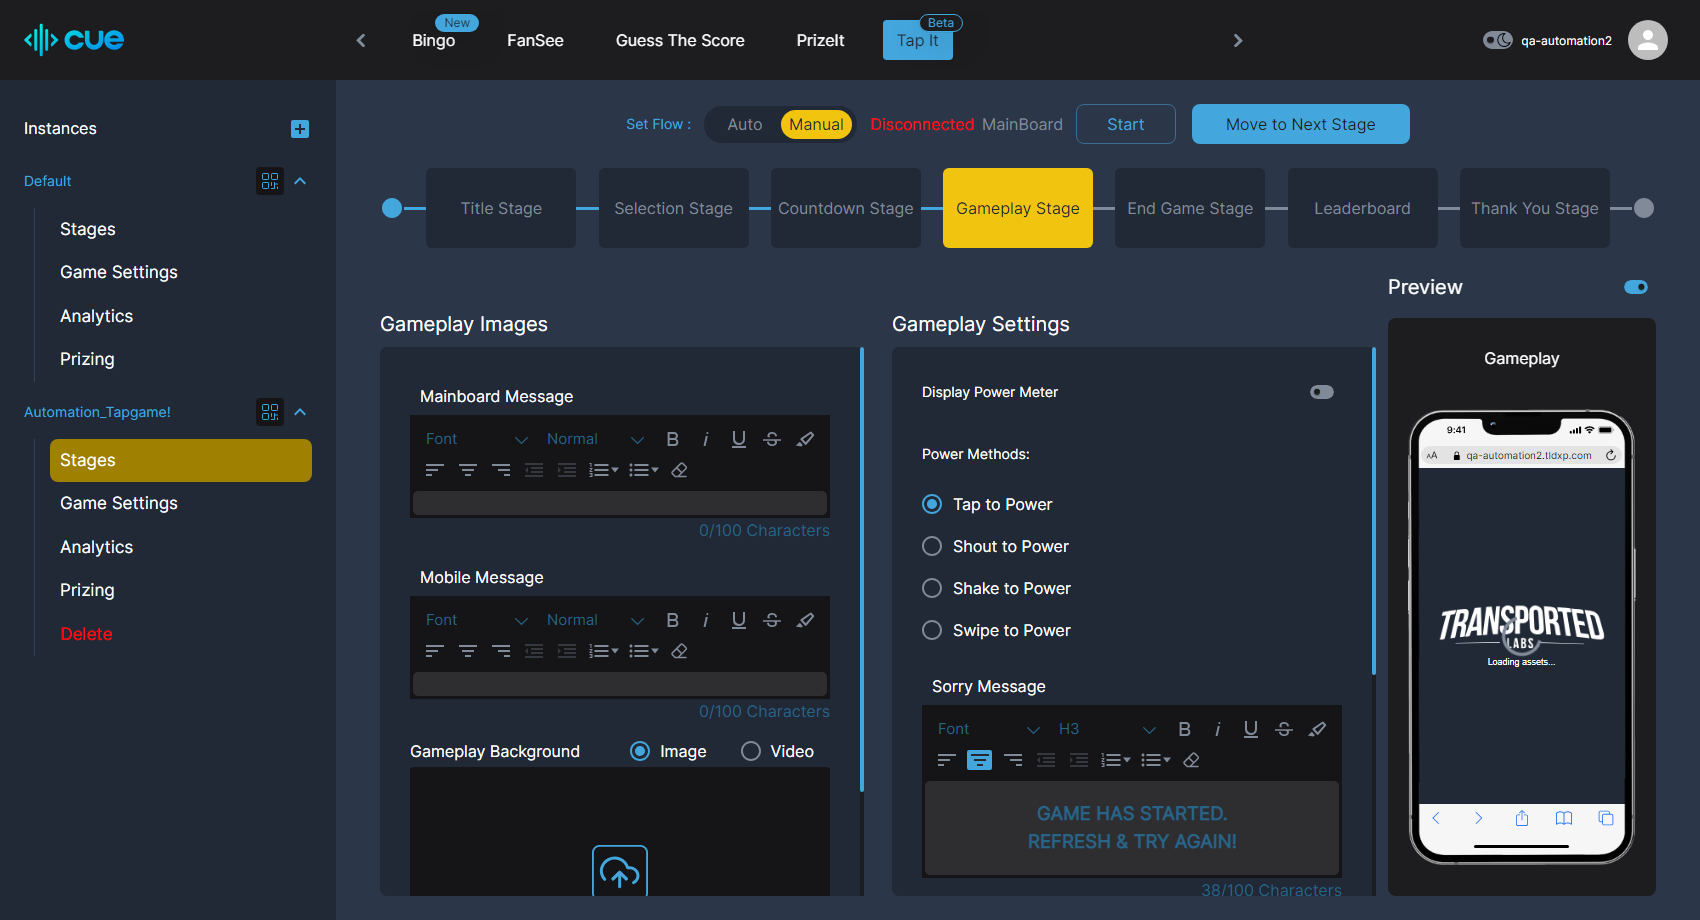 cue
New
Bingo
FanSee
Guess The Score
PrizeIt
Beta
Tap It
qa-automation2
Instances
Default
Stages
Game Settings
Analytics
Prizing
Automation_Tapgame!
Stages
Game Settings
Analytics
Prizing
Delete
Set Flow :
Auto
Manual
Disconnected MainBoard
Start
Move to Next Stage
Title Stage
Selection Stage
Countdown Stage
Gameplay Stage
End Game Stage
Leaderboard
Thank You Stage
Gameplay Images
Mainboard Message
Font
Normal
B
i
U
S
0/100 Characters
Mobile Message
Font
Normal
B
i
U
S
0/100 Characters
Gameplay Background
Image
Video
Gameplay Settings
Display Power Meter
Power Methods:
Tap to Power
Shout to Power
Shake to Power
Swipe to Power
Sorry Message
Font
H3
B
i
U
S
GAME HAS STARTED.
REFRESH & TRY AGAIN!
38/100 Characters
Preview
Gameplay
9:41
AA
qa-automation2.tldxp.com
TRANSPORTED
LABS
Loading assets...